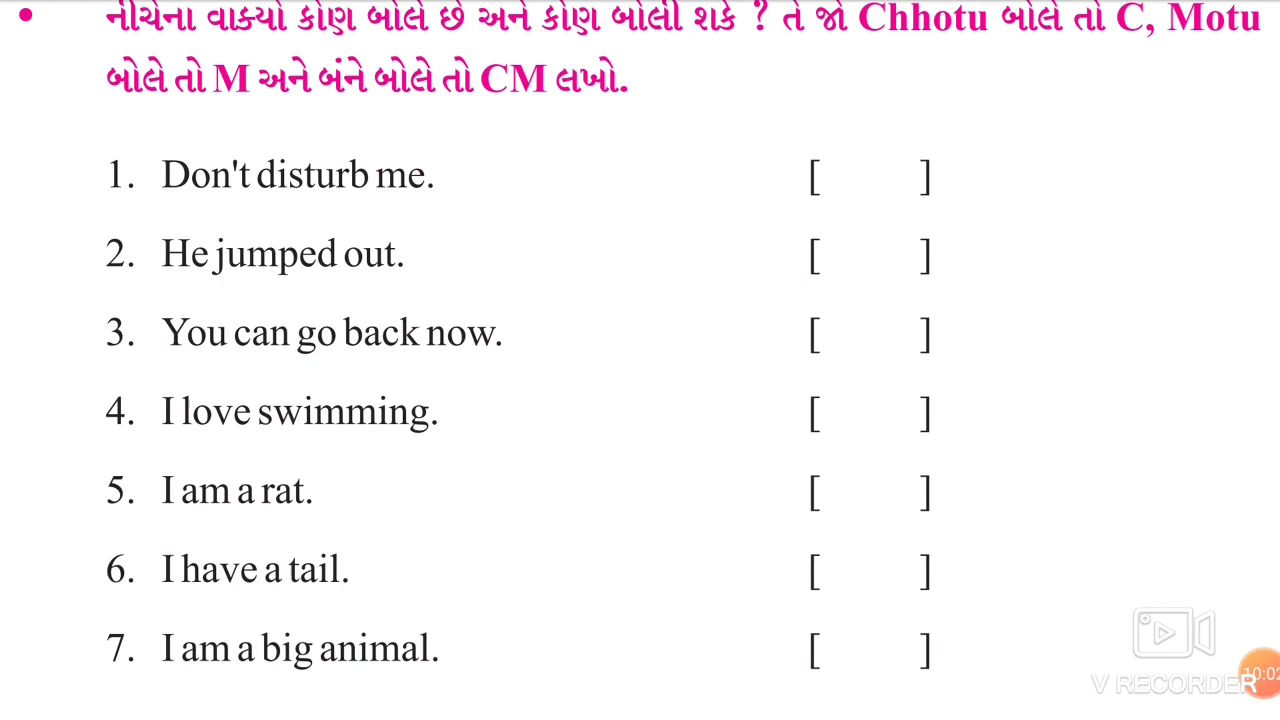 • નીચેના વાક્યો કોણ બોલે છે અને કોણ બોલી શકે ? તે જો Chhotu બોલે તો C, Motu
બોલે તો M અને બંને બોલે તો CM લખો.
1. Don't disturb me. [ ]
2. He jumped out. [ ]
3. You can go back now. [ ]
4. I love swimming. [ ]
5. I am a rat. [ ]
6. I have a tail. [ ]
7. I am a big animal. [ ]
V RECORDER
10:02